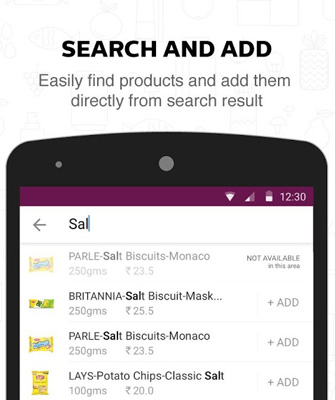 SEARCH AND ADD
Easily find products and add them
directly from search result
12:30
Sal
PARLE-Salt Biscuits-Monaco
250gms ₹ 23.5
NOT AVAILABLE
in this area
BRITANNIA-Salt Biscuit-Mask...
250gms ₹ 25.5
+ ADD
PARLE-Salt Biscuits-Monaco
250gms ₹ 23.5
+ ADD
LAYS-Potato Chips-Classic Salt
100gms ₹ 20.0
+ ADD